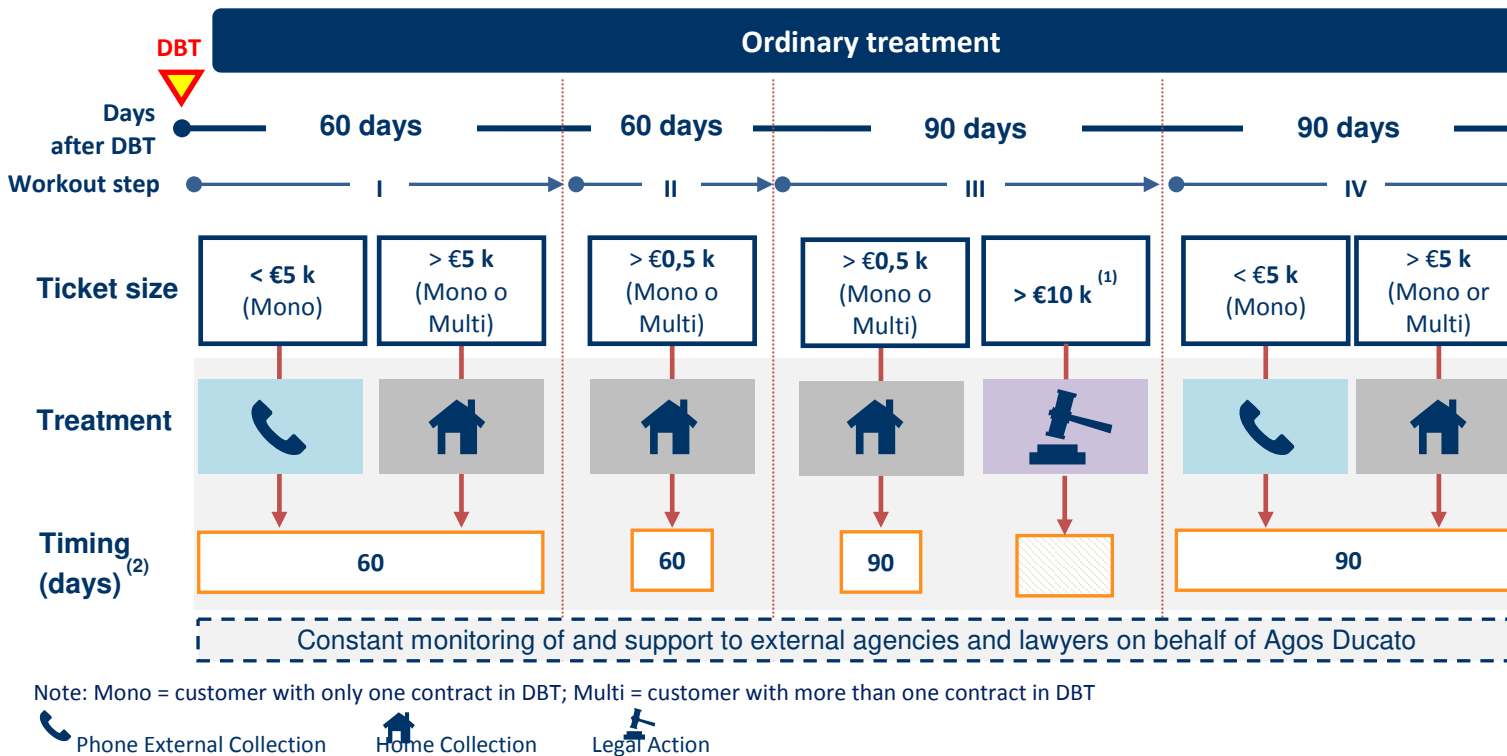 DBT
Ordinary treatment
Days
after DBT
60 days
60 days
90 days
90 days
Workout step
I
II
III
IV
Ticket size
< €5 k
(Mono)
> €5 k
(Mono o
Multi)
> €0,5 k
(Mono o
Multi)
> €0,5 k
(Mono o
Multi)
> €10 k (1)
< €5 k
(Mono)
> €5 k
(Mono or
Multi)
Treatment
Timing
(days) (2)
60
60
90
90
Constant monitoring of and support to external agencies and lawyers on behalf of Agos Ducato
Note: Mono = customer with only one contract in DBT; Multi = customer with more than one contract in DBT
Phone External Collection
Home Collection
Legal Action